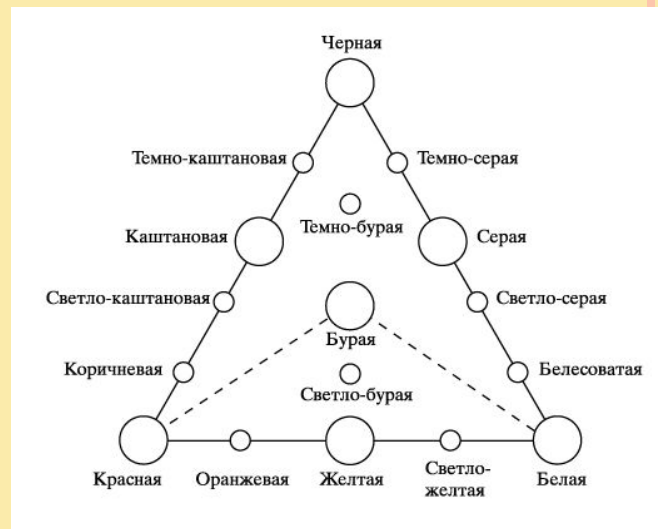 Черная
Темно-каштановая
Темно-серая
Темно-бурая
Каштановая
Серая
Светло-каштановая
Светло-серая
Бурая
Коричневая
Белесоватая
Светло-бурая
Красная
Оранжевая
Желтая
Светло-
желтая
Белая